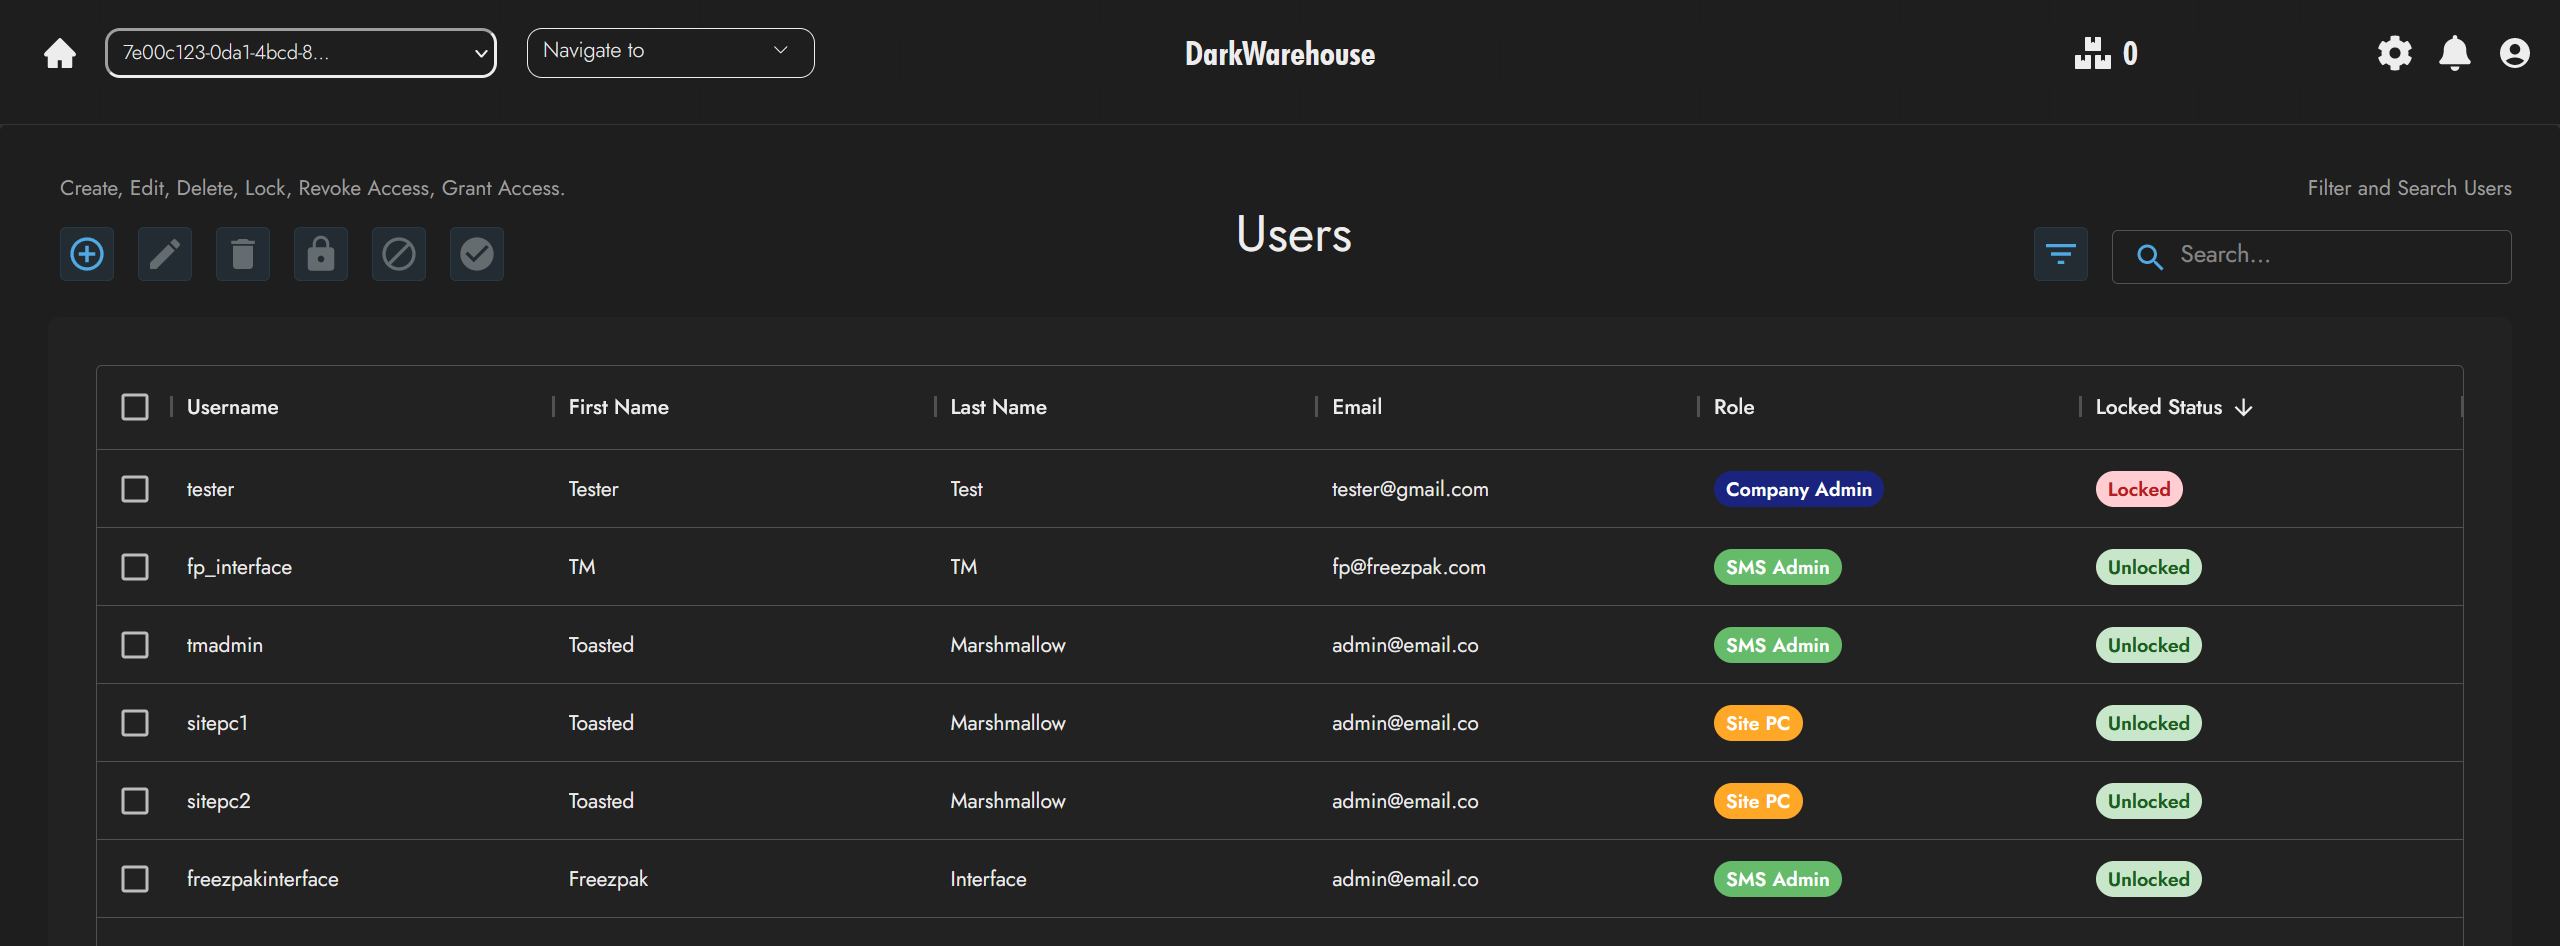 7e00c123-0da1-4bcd-8...
Navigate to
DarkWarehouse
0
Create, Edit, Delete, Lock, Revoke Access, Grant Access.
Filter and Search Users
Users
Search...
Username First Name Last Name Email Role Locked Status
tester Tester Test tester@gmail.com Company Admin Locked
fp_interface TM TM fp@freezpak.com SMS Admin Unlocked
tmadmin Toasted Marshmallow admin@email.co SMS Admin Unlocked
sitepc1 Toasted Marshmallow admin@email.co Site PC Unlocked
sitepc2 Toasted Marshmallow admin@email.co Site PC Unlocked
freezpakinterface Freezpak Interface admin@email.co SMS Admin Unlocked